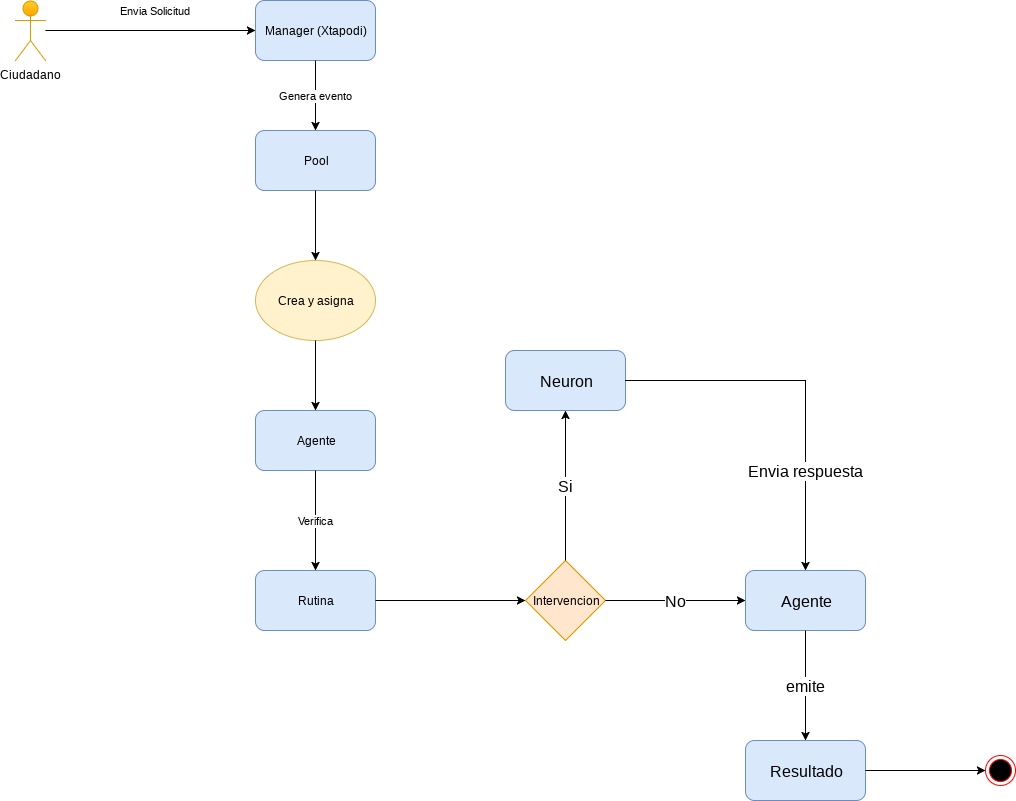 Envia Solicitud
Manager (Xtapodi)
Ciudadano
Genera evento
Pool
Crea y asigna
Neuron
Agente
Envia respuesta
Si
Verifica
Rutina
Intervencion
No
Agente
emite
Resultado